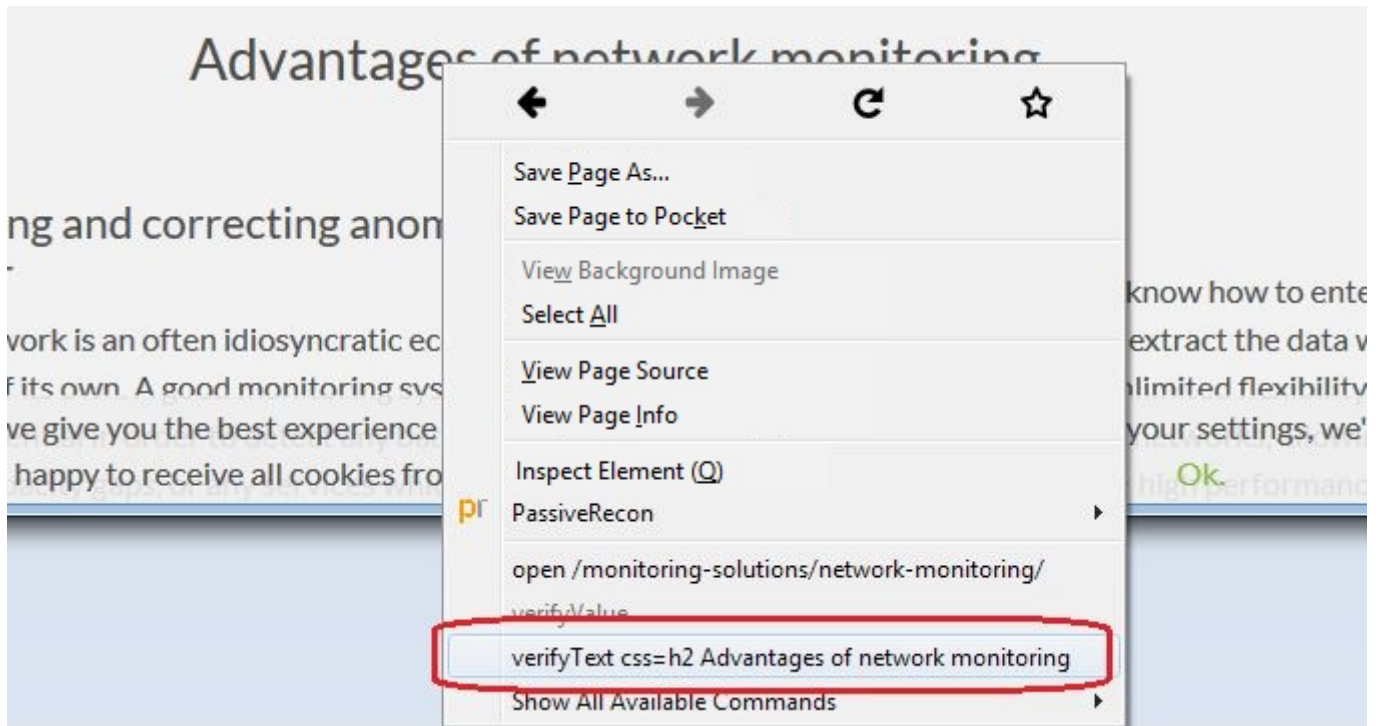 Advantages of network monitoring
Save Page As...
Save Page to Pocket
ng and correcting anom
View Background Image
know how to ente
Select All
work is an often idiosyncratic ec
extract the data w
View Page Source
f its own. A good monitoring sys
nlimited flexibility
View Page Info
we give you the best experience
your settings, we'
Inspect Element (Q)
happy to receive all cookies fro
Ok.
pr PassiveRecon
open /monitoring-solutions/network-monitoring/
verifyValue
verifyText css=h2 Advantages of network monitoring
Show All Available Commands